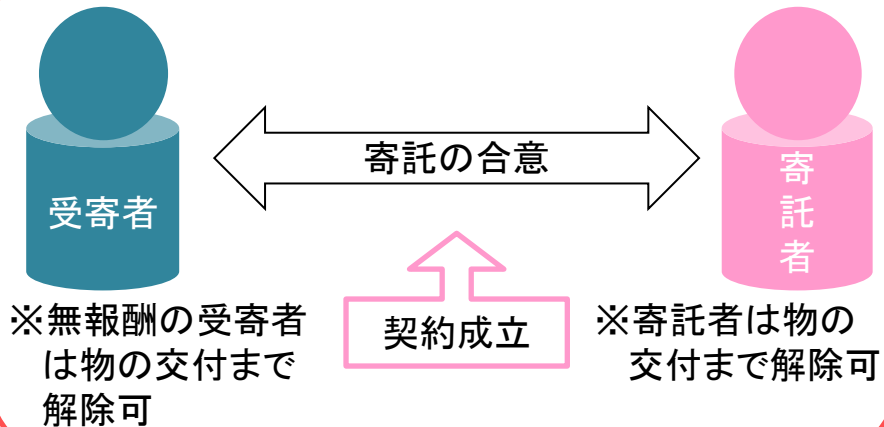 寄託の合意
受寄者
寄託者
契約成立
※無報酬の受寄者
は物の交付まで
解除可
※寄託者は物の
交付まで解除可